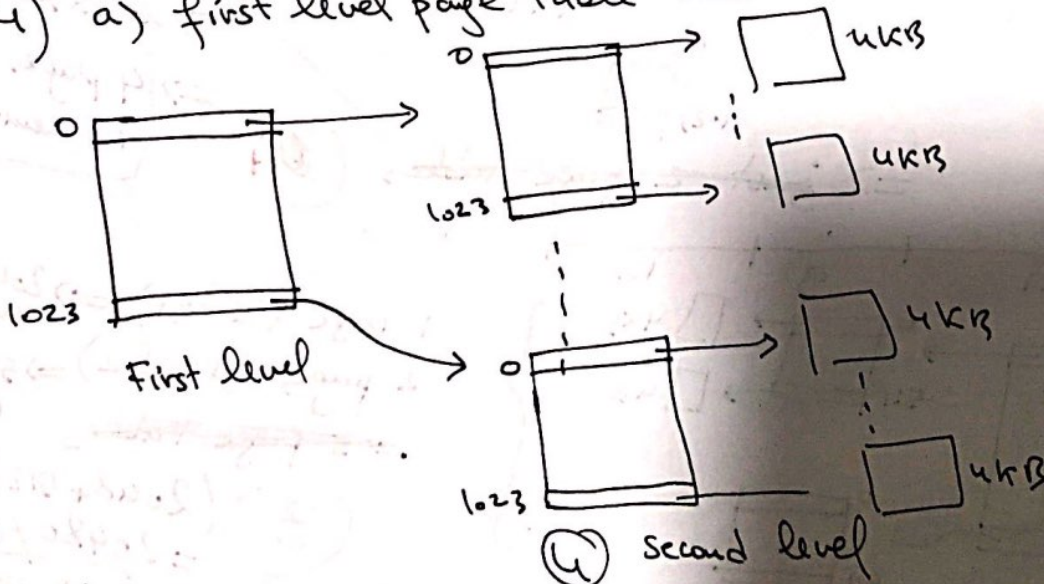 4) a) first level page table
0
1023
First level
0
1023
4KB
4KB
0
1023
4KB
4KB
4 second level